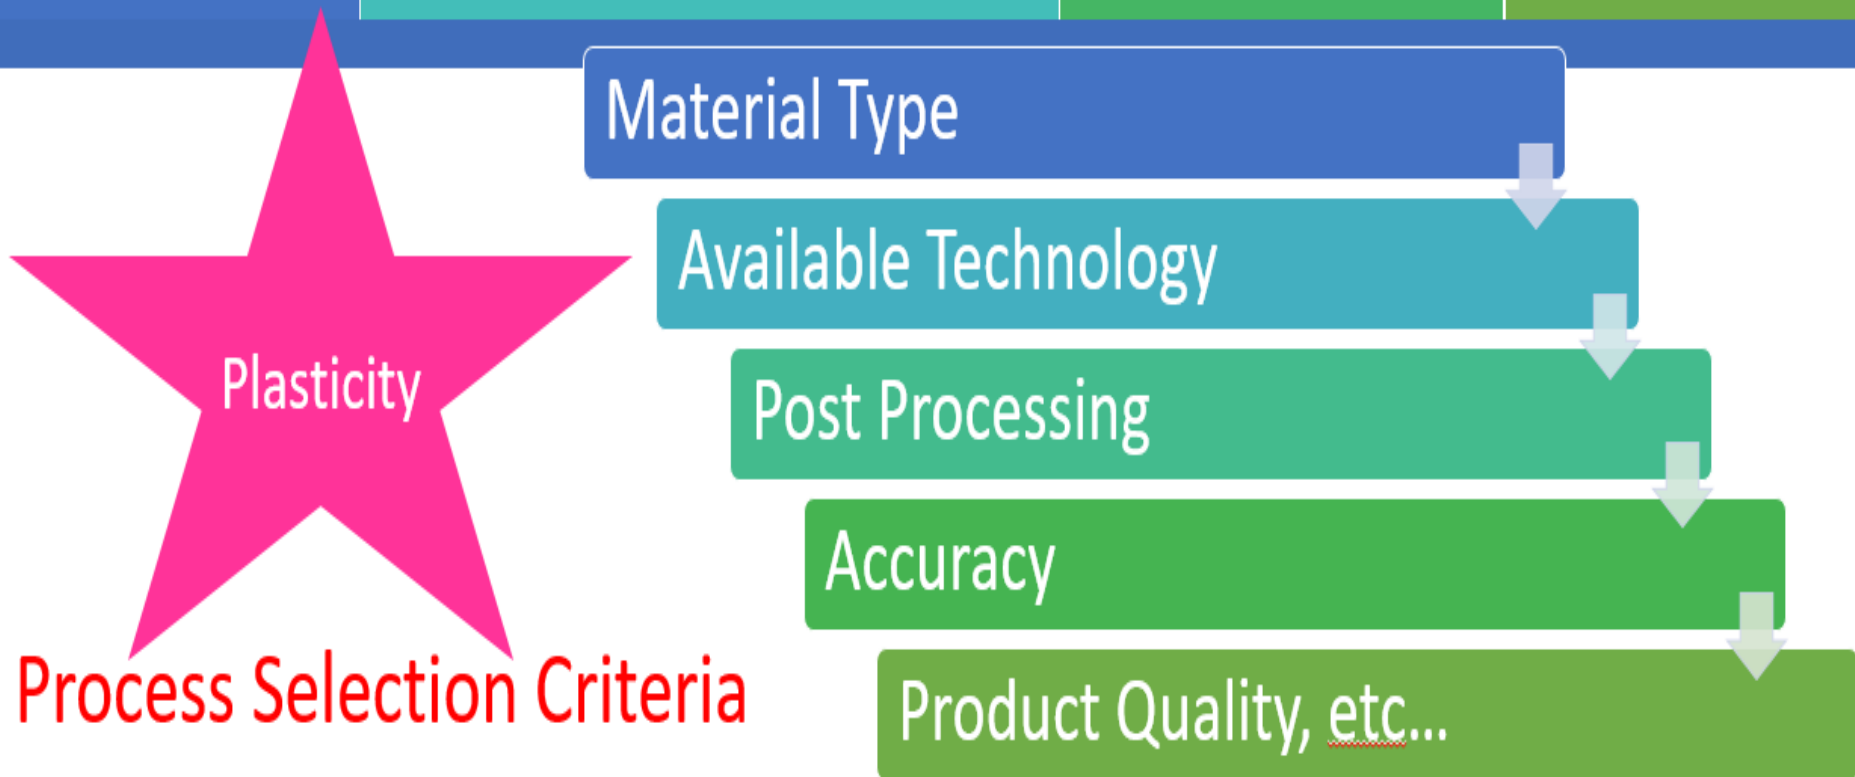 Material Type
Available Technology
Plasticity
Post Processing
Accuracy
Process Selection Criteria
Product Quality, etc...